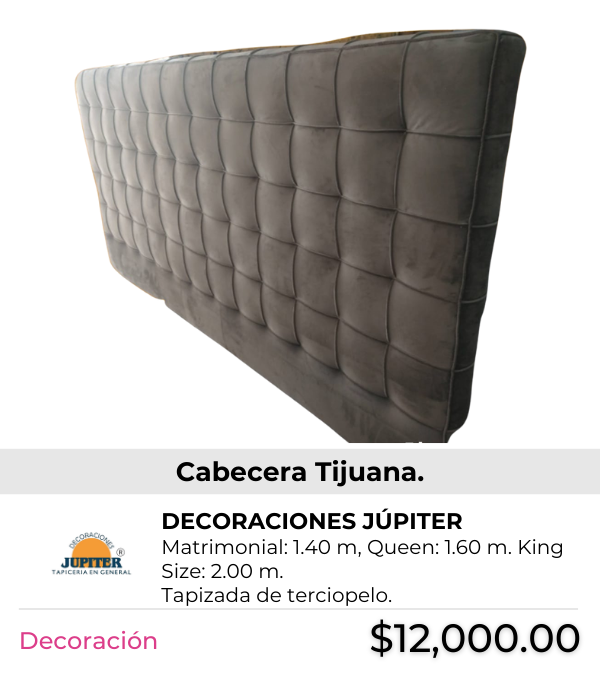 Cabecera Tijuana.
DECORACIONES JÚPITER
DECORACIONES
JUPITER®
TAPICERIA EN GENERAL
Matrimonial: 1.40 m, Queen: 1.60 m. King
Size: 2.00 m.
Tapizada de terciopelo.
Decoración
$12,000.00